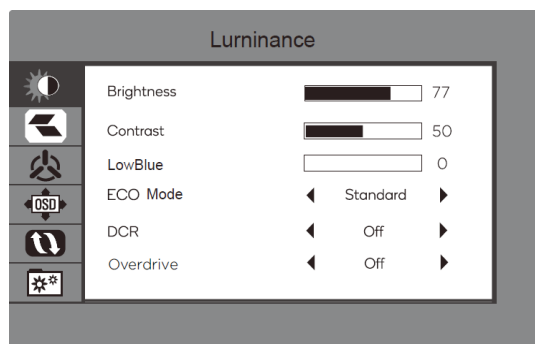 Lurninance
Brightness 77
Contrast 50
LowBlue 0
ECO Mode Standard
DCR Off
OSD
Overdrive Off